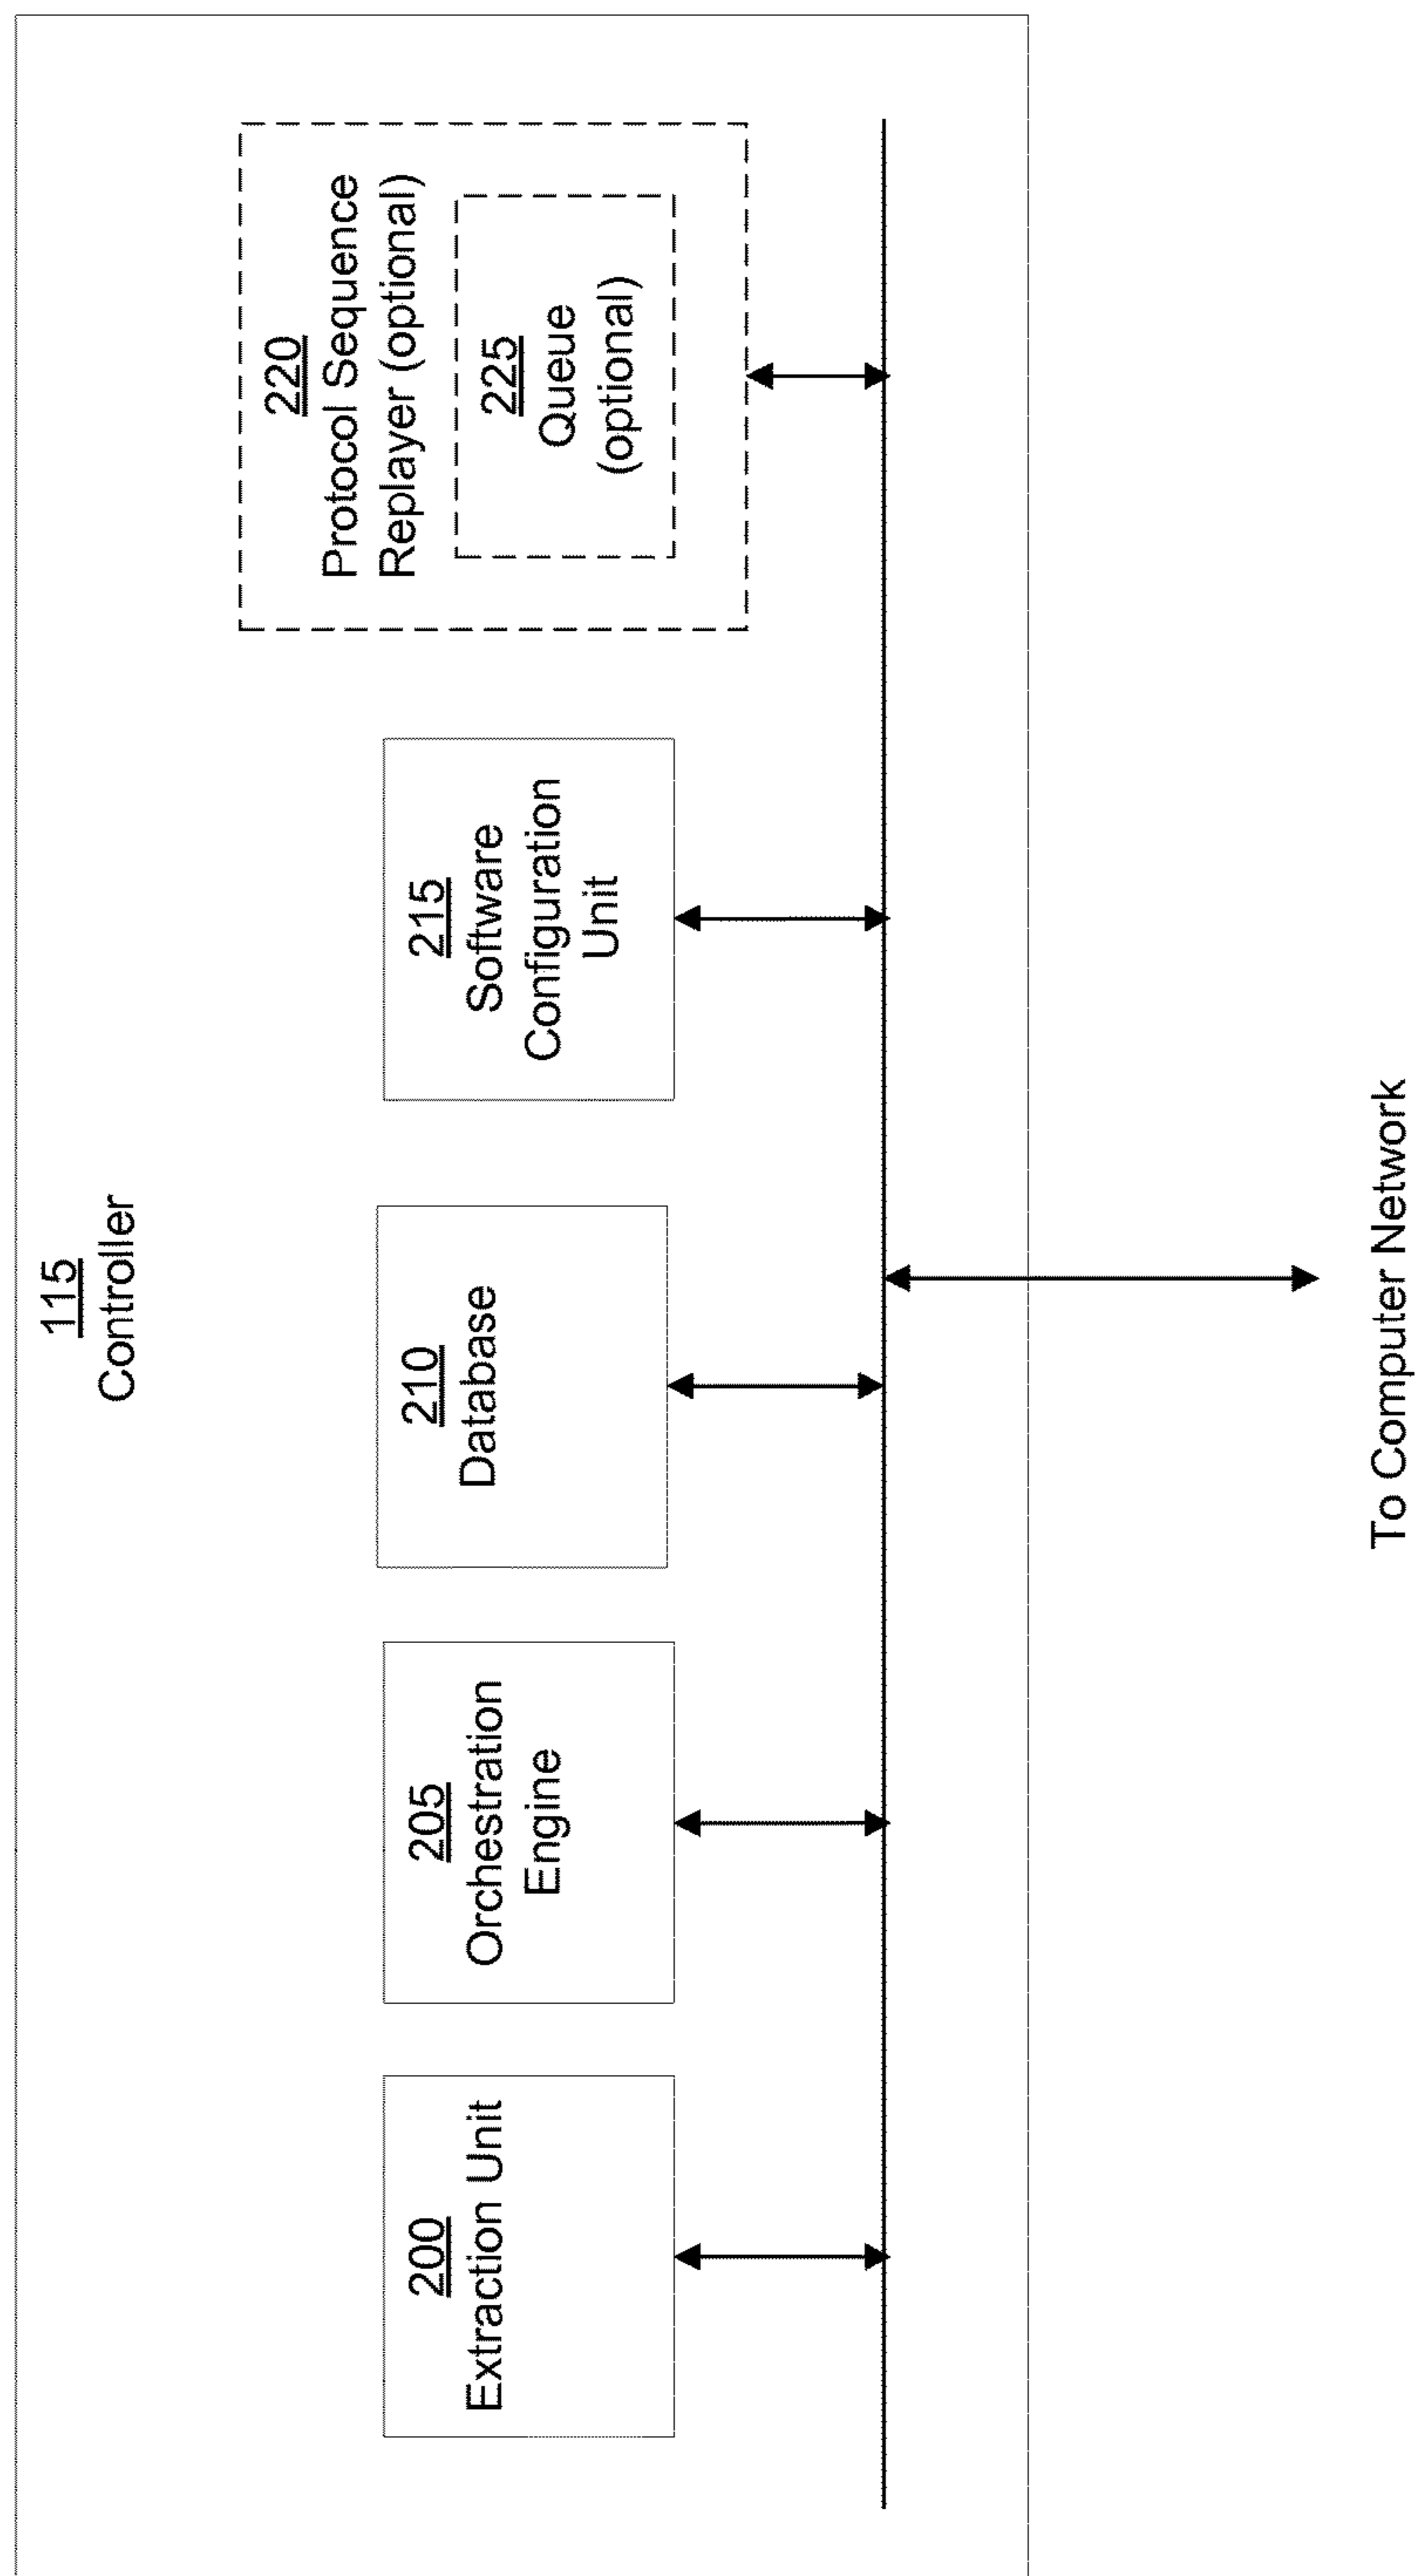 115
Controller
200
Extraction Unit
205
Orchestration
Engine
210
Database
215
Software
Configuration
Unit
220
Protocol Sequence
Replayer (optional)
225
Queue
(optional)
To Computer Network